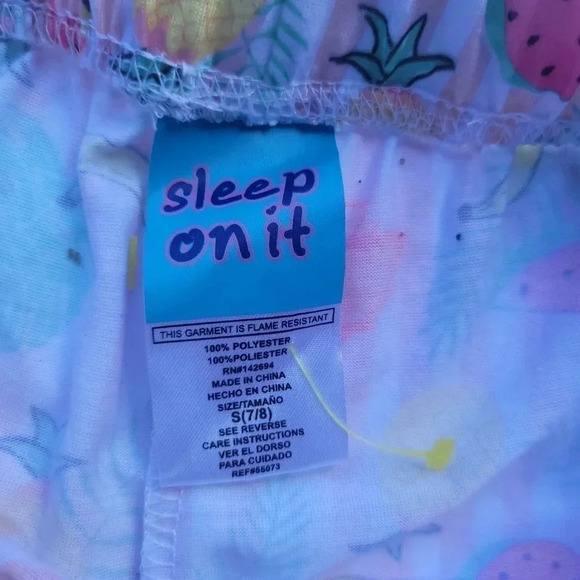 sleep
on it
THIS GARMENT IS FLAME RESISTANT
100% POLYESTER
100%POLIESTER
RN#142694
MADE IN CHINA
HECHO EN CHINA
SIZE/TAMAÑO
S(7/8)
SEE REVERSE
CARE INSTRUCTIONS
VER EL DORSO
PARA CUIDADO
REF#55073